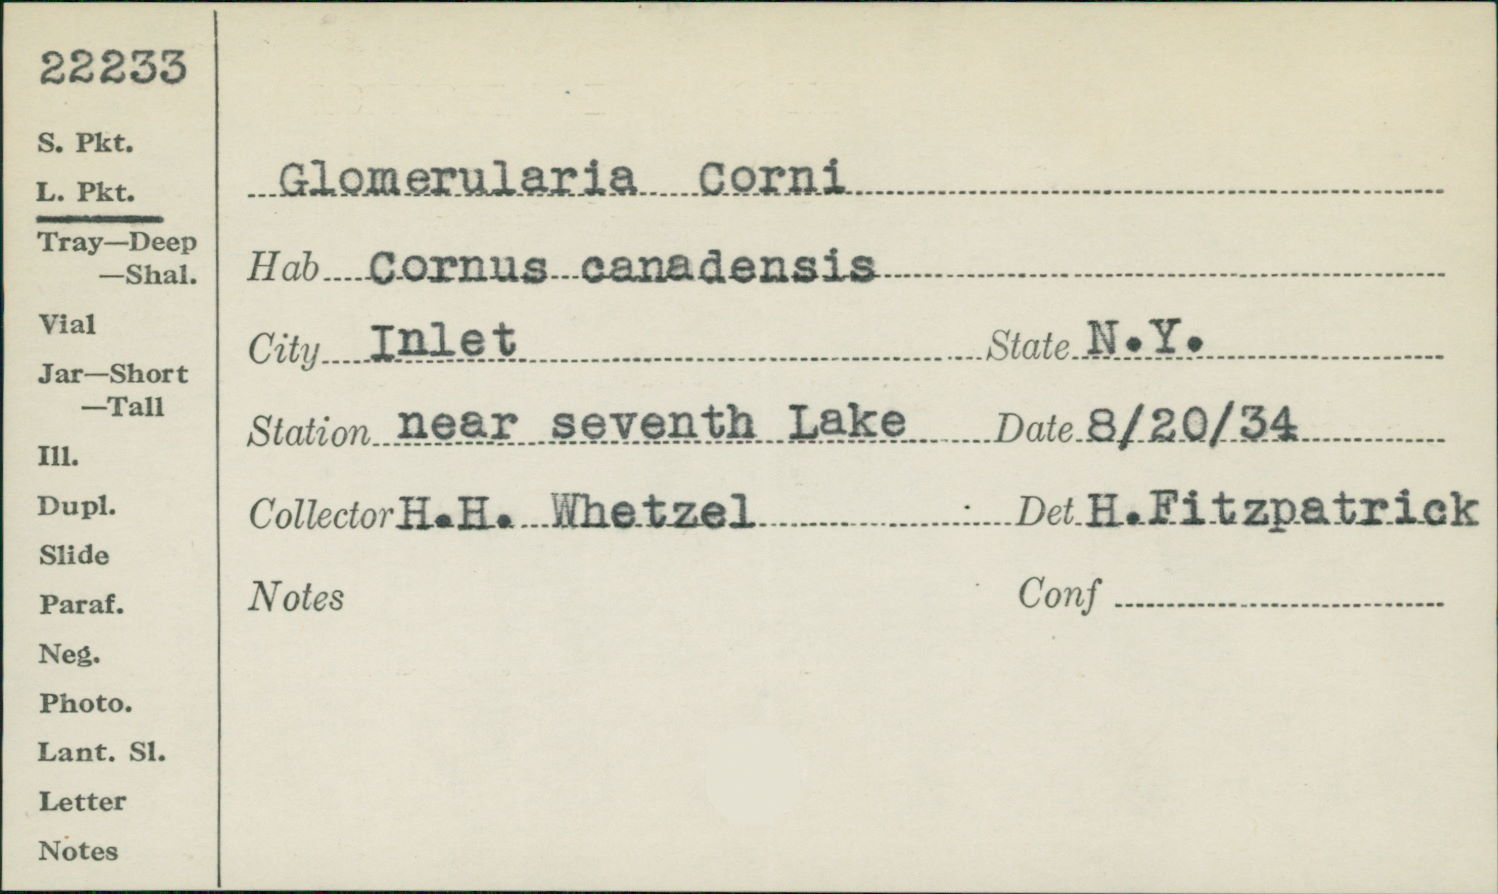 22233
S. Pkt.
L. Pkt.
Tray—Deep
—Shal.
Vial
Jar—Short
—Tall
Ill.
Dupl.
Slide
Paraf.
Neg.
Photo.
Lant. Sl.
Letter
Notes
Glomerularia Corni
Hab Cornus canadensis
City Inlet State N.Y.
Station near seventh Lake Date 8/20/34
Collector H.H. Whetzel Det H.Fitzpatrick
Notes Conf